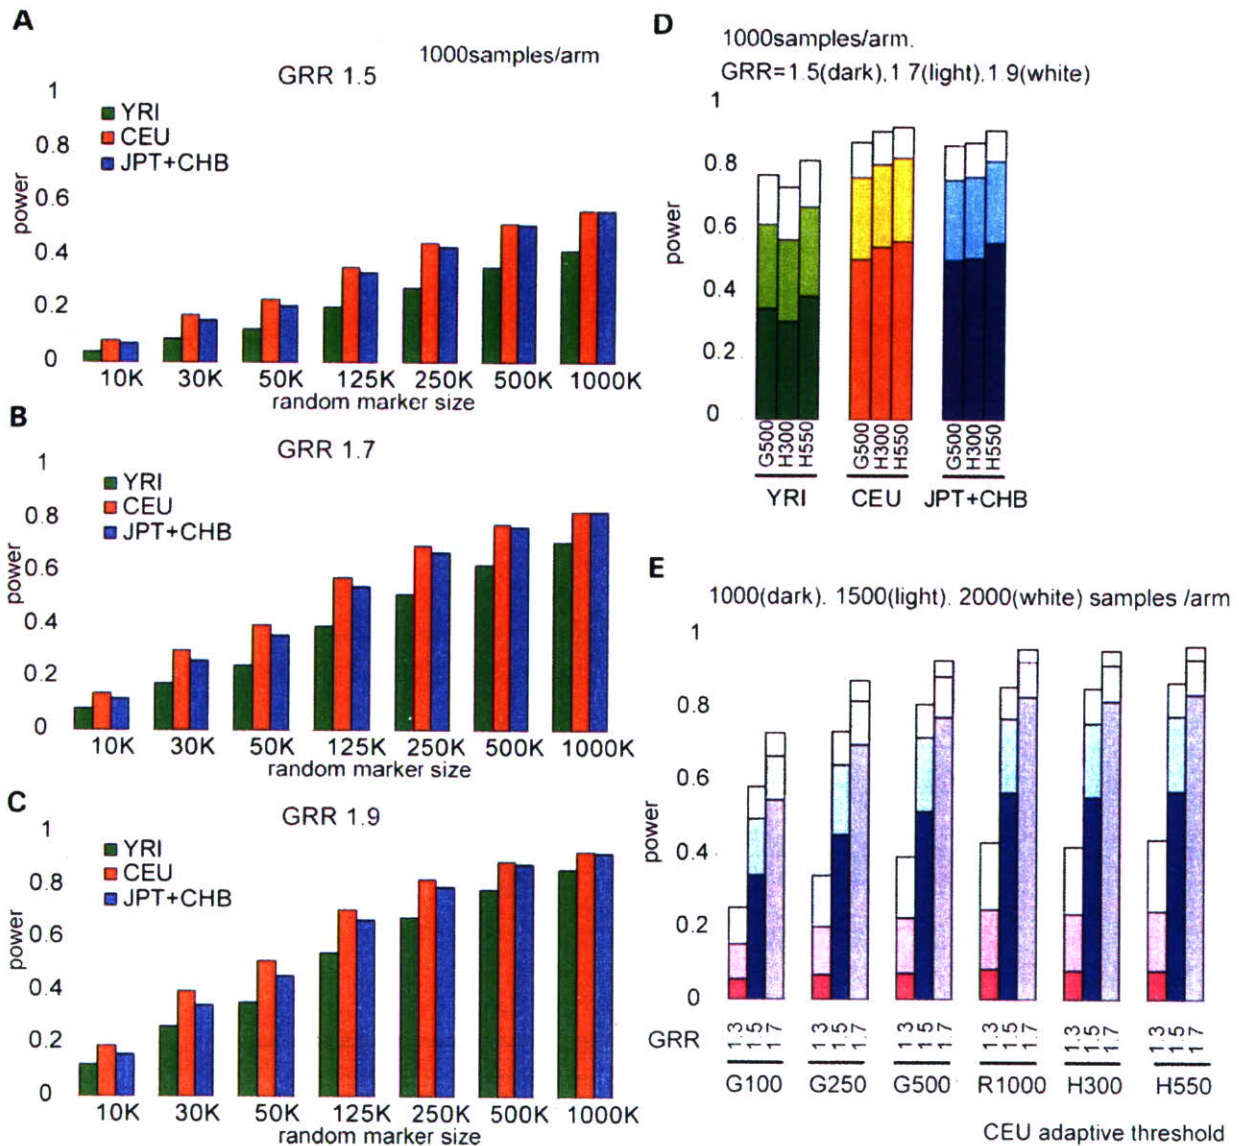 A
1000samples/arm
GRR 1.5
1
YRI
CEU
JPT+CHB
0.8
0.6
0.4
0.2
0
power
10K 30K 50K 125K 250K 500K 1000K
random marker size
B
GRR 1.7
1
YRI
CEU
JPT+CHB
0.8
0.6
0.4
0.2
0
power
10K 30K 50K 125K 250K 500K 1000K
random marker size
C
GRR 1.9
1
YRI
CEU
JPT+CHB
0.8
0.6
0.4
0.2
0
power
10K 30K 50K 125K 250K 500K 1000K
random marker size
D
1000samples/arm.
GRR=1.5(dark),1 7(light),1.9(white)
1
0.8
0.6
0.4
0.2
0
power
G500 H300 H550 G500 H300 H550 G500 H300 H550
YRI CEU JPT+CHB
E
1000(dark). 1500(light). 2000(white) samples /arm
1
0.8
0.6
0.4
0.2
0
power
GRR 1.3 1.5 1.7 1.3 1.5 1.7 1.3 1.5 1.7 1.3 1.5 1.7 1.3 1.5 1.7 1.3 1.5 1.7
G100 G250 G500 R1000 H300 H550
CEU adaptive threshold